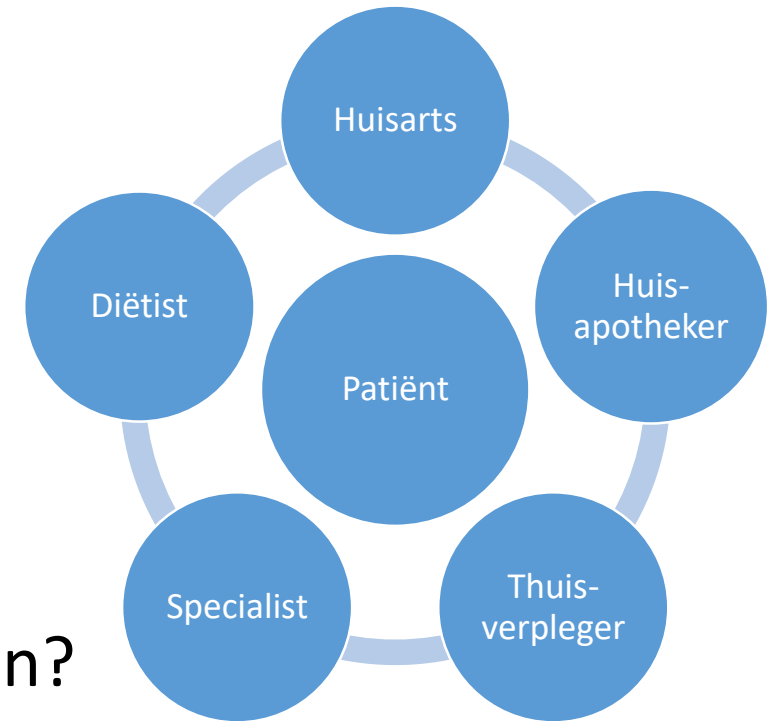 Huisarts
Huis-
apotheker
Diëtist
Patiënt
Thuis-
verpleger
Specialist
n?